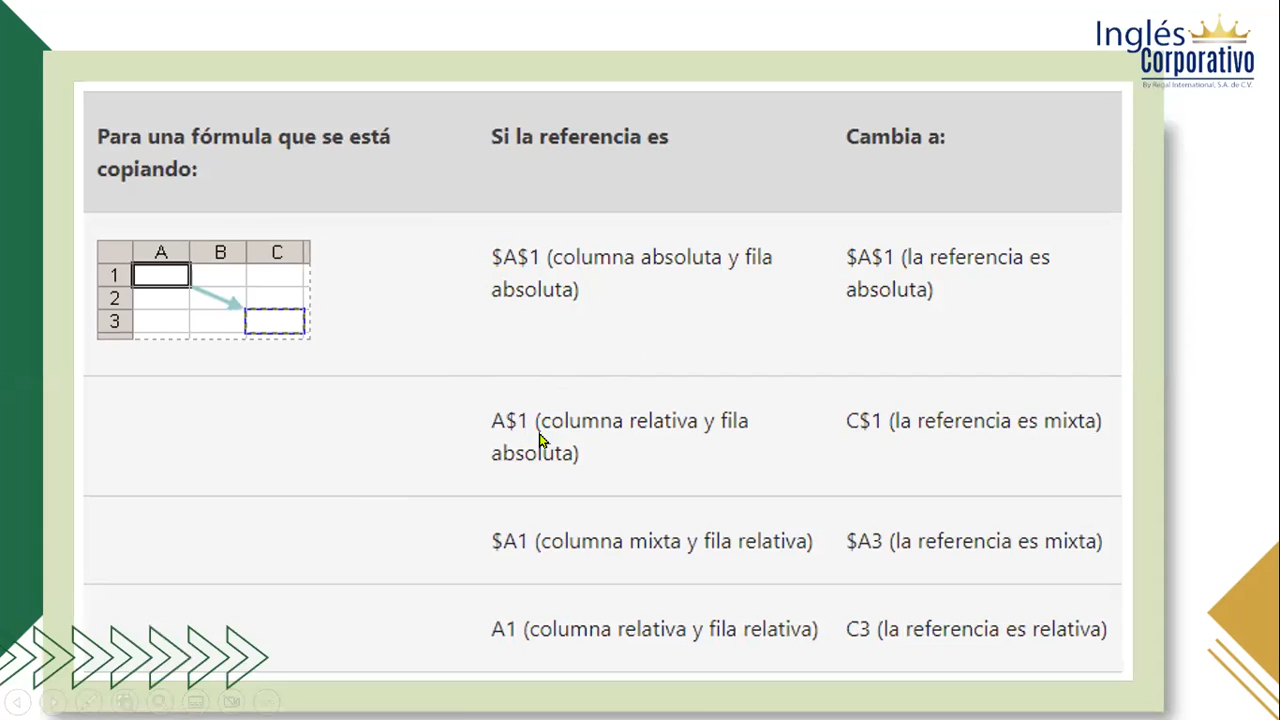 Inglés
Corporativo
By Regal International, S.A. de C.V.
Para una fórmula que se está
copiando:
Si la referencia es
Cambia a:
A B C
1
2
3
$A$1 (columna absoluta y fila
absoluta)
$A$1 (la referencia es
absoluta)
A$1 (columna relativa y fila
absoluta)
C$1 (la referencia es mixta)
$A1 (columna mixta y fila relativa)
$A3 (la referencia es mixta)
A1 (columna relativa y fila relativa)
C3 (la referencia es relativa)